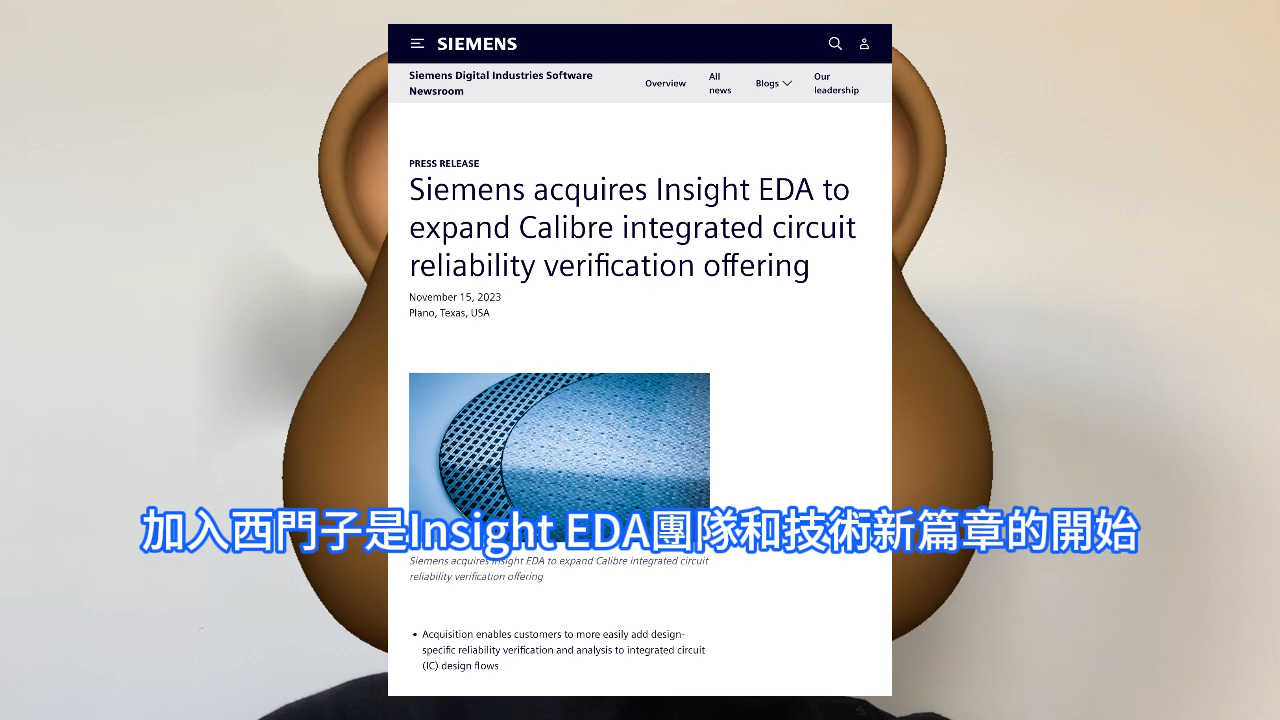 SIEMENS
Siemens Digital Industries Software
Newsroom
Overview
All
news
Blogs
Our
leadership
PRESS RELEASE
Siemens acquires Insight EDA to
expand Calibre integrated circuit
reliability verification offering
November 15, 2023
Plano, Texas, USA
加入西門子是Insight EDA團隊和技術新篇章的開始
Siemens acquires Insight EDA to expand Calibre integrated circuit
reliability verification offering
• Acquisition enables customers to more easily add design-
specific reliability verification and analysis to integrated circuit
(IC) design flows